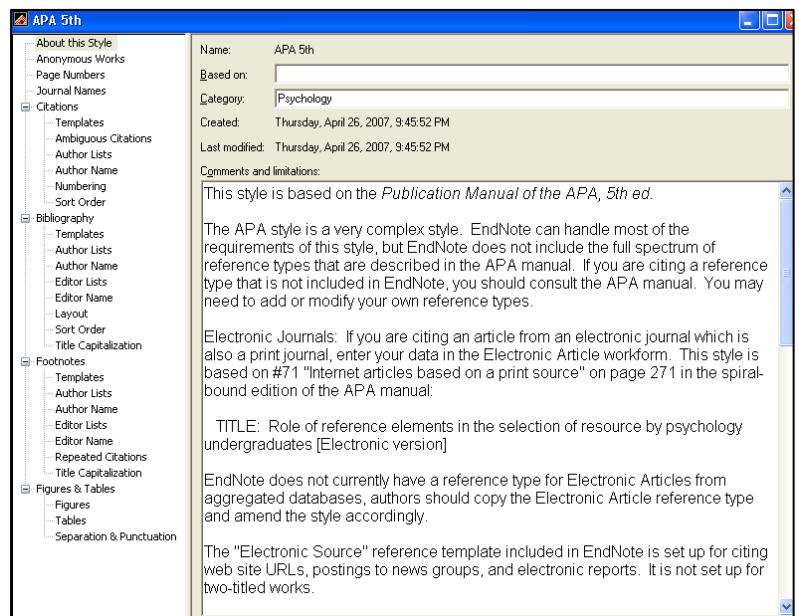 APA 5th
About this Style
Anonymous Works
Page Numbers
Journal Names
Citations
Templates
Ambiguous Citations
Author Lists
Author Name
Numbering
Sort Order
Bibliography
Templates
Author Lists
Author Name
Editor Lists
Editor Name
Layout
Sort Order
Title Capitalization
Footnotes
Templates
Author Lists
Author Name
Editor Lists
Editor Name
Repeated Citations
Title Capitalization
Figures & Tables
Figures
Tables
Separation & Punctuation
Name: APA 5th
Based on:
Category: Psychology
Created: Thursday, April 26, 2007, 9:45:52 PM
Last modified: Thursday, April 26, 2007, 9:45:52 PM
Comments and limitations:
This style is based on the Publication Manual of the APA, 5th ed.
The APA style is a very complex style. EndNote can handle most of the
requirements of this style, but EndNote does not include the full spectrum of
reference types that are described in the APA manual. If you are citing a reference
type that is not included in EndNote, you should consult the APA manual. You may
need to add or modify your own reference types.
Electronic Journals: If you are citing an article from an electronic journal which is
also a print journal, enter your data in the Electronic Article workform. This style is
based on #71 "Internet articles based on a print source" on page 271 in the spiral-
bound edition of the APA manual:
TITLE: Role of reference elements in the selection of resource by psychology
undergraduates [Electronic version]
EndNote does not currently have a reference type for Electronic Articles from
aggregated databases, authors should copy the Electronic Article reference type
and amend the style accordingly.
The "Electronic Source" reference template included in EndNote is set up for citing
web site URLs, postings to news groups, and electronic reports. It is not set up for
two-titled works.